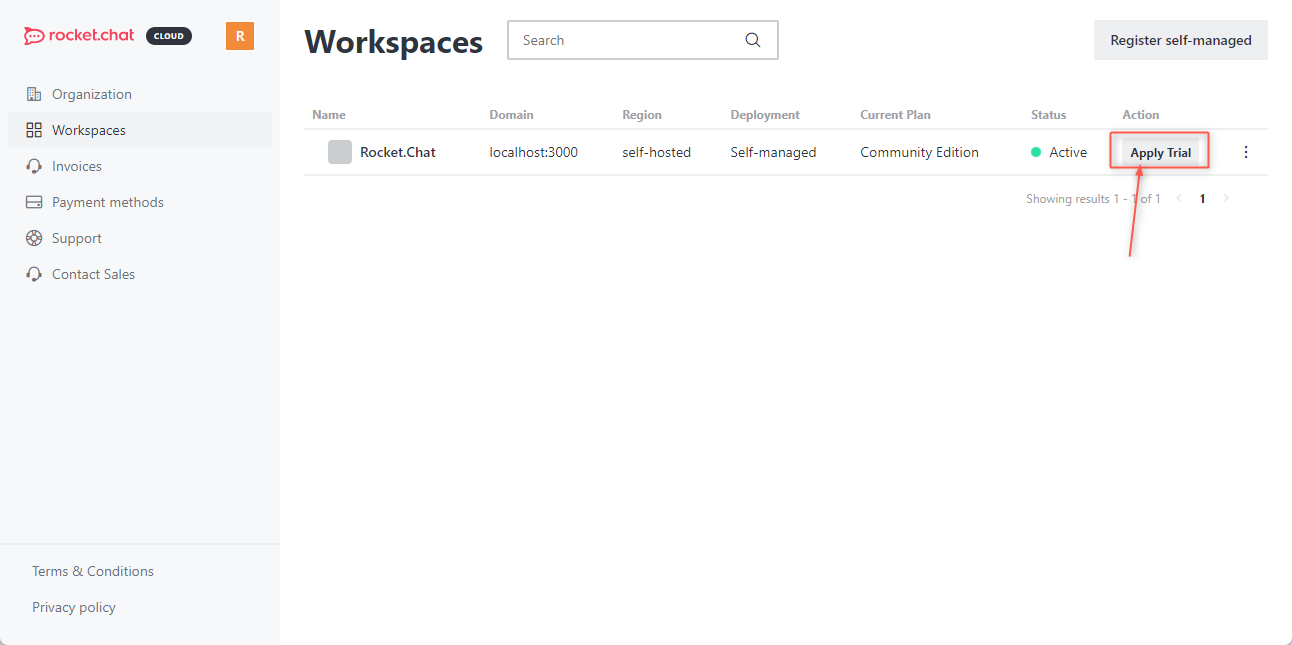 rocket.chat CLOUD R
Organization
Workspaces
Invoices
Payment methods
Support
Contact Sales
Terms & Conditions
Privacy policy
Workspaces Search Register self-managed
Name Domain Region Deployment Current Plan Status Action
Rocket.Chat localhost:3000 self-hosted Self-managed Community Edition Active Apply Trial
Showing results 1 - 1 of 1 1